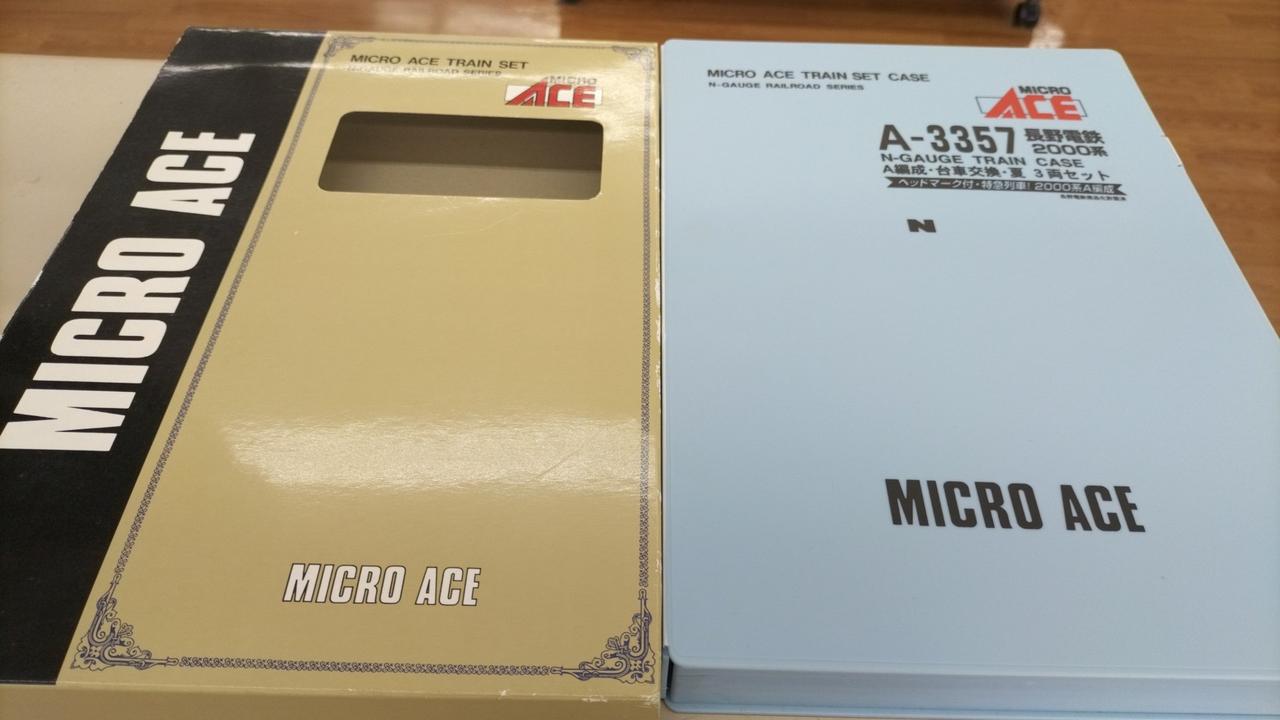 MICRO ACE
MICRO ACE TRAIN SET
N-GAUGE RAILROAD SERIES
MICRO
ACE
MICRO ACE
MICRO ACE TRAIN SET CASE
N-GAUGE RAILROAD SERIES
MICRO
ACE
A-3357 長野電鉄
2000系
N-GAUGE TRAIN CASE
A編成・台車交換・夏 3両セット
ヘッドマーク付・特急列車! 2000系A編成
N
MICRO ACE